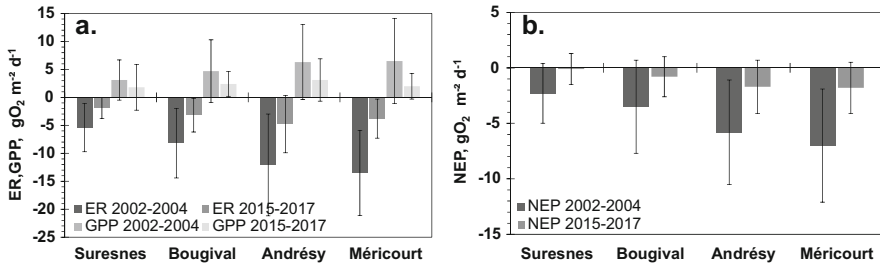 a.
ER,GPP, gO₂ m⁻² d⁻¹
15
10
5
0
-5
-10
-15
-20
-25
ER 2002-2004
ER 2015-2017
GPP 2002-2004
GPP 2015-2017
Suresnes
Bougival
Andrésy
Méricourt
b.
NEP, gO₂ m⁻² d⁻¹
5
0
-5
-10
-15
NEP 2002-2004
NEP 2015-2017
Suresnes
Bougival
Andrésy
Méricourt